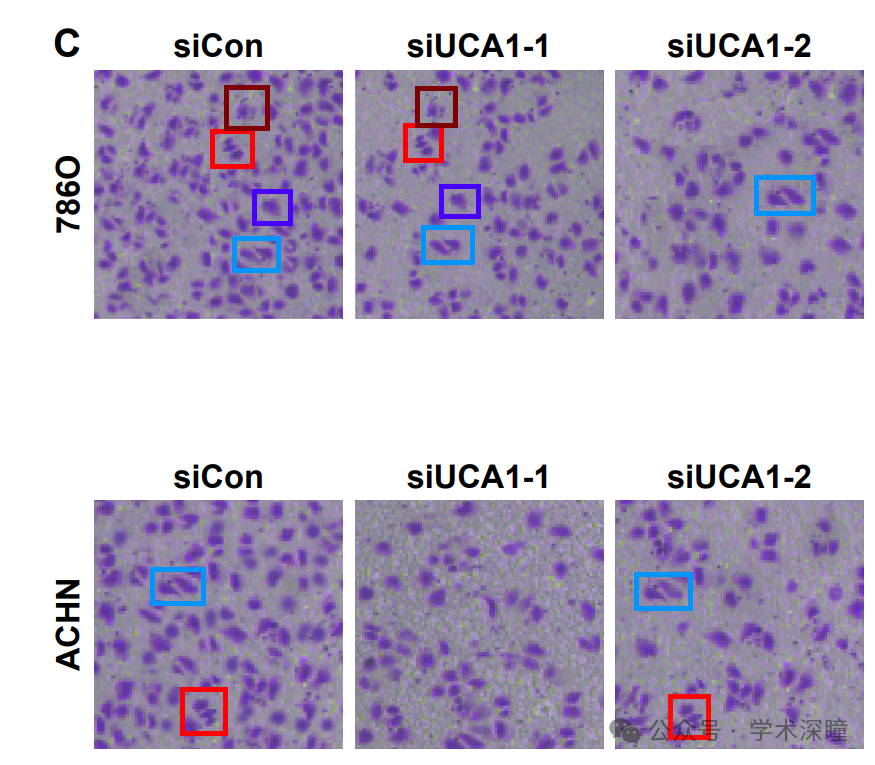 C
siCon siUCA1-1 siUCA1-2
786O
siCon siUCA1-1 siUCA1-2
ACHN
公众号 · 学术深瞳